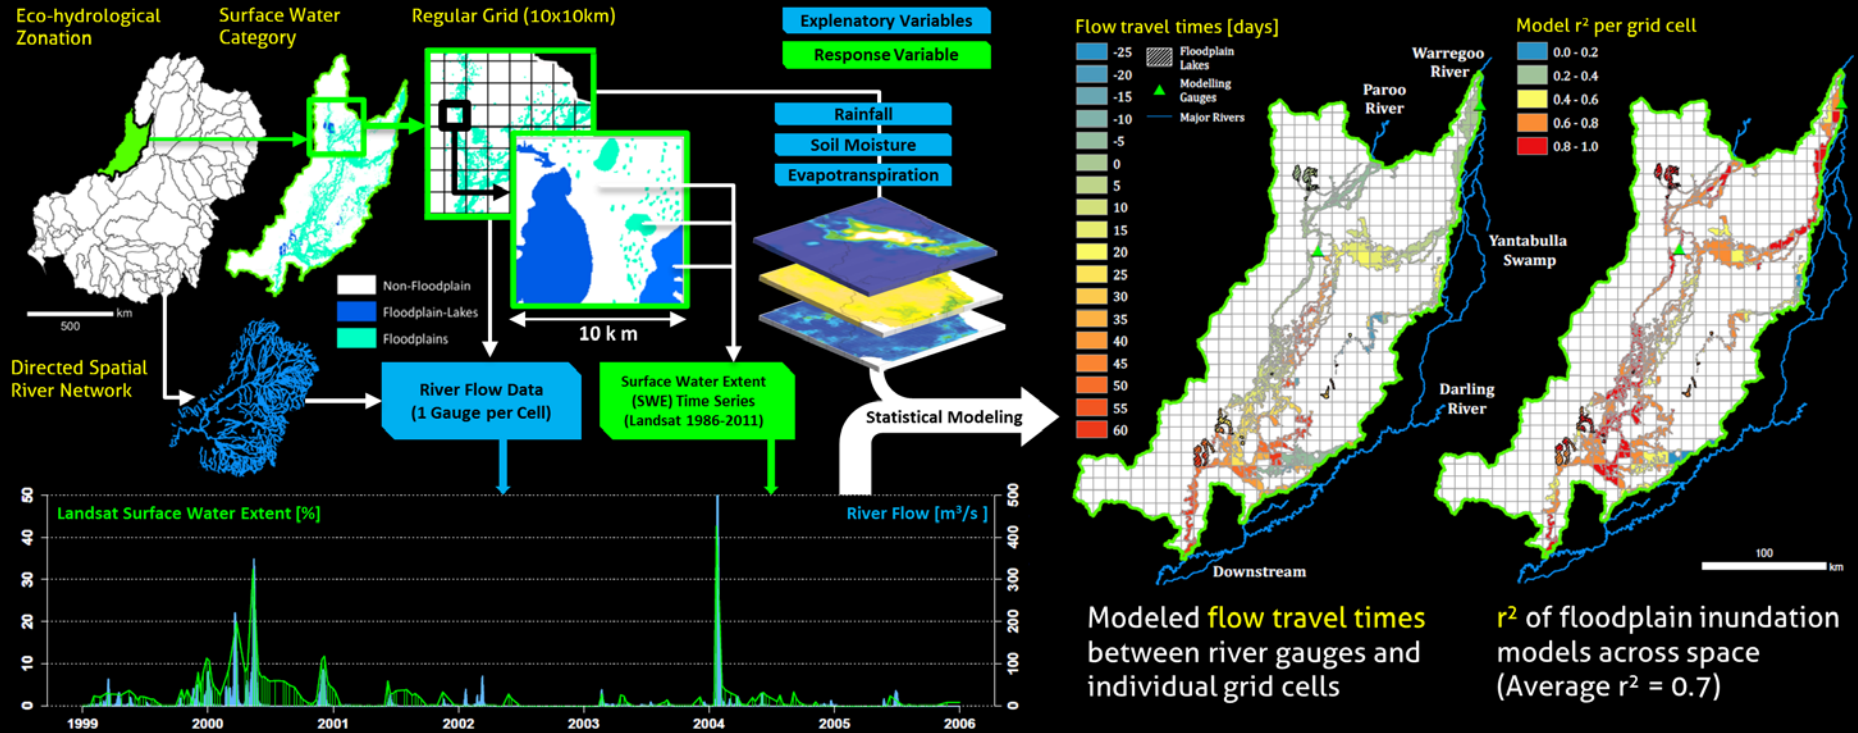 Eco-hydrological
Zonation
Surface Water
Category
Regular Grid (10x10km)
Explenatory Variables
Response Variable
Rainfall
Soil Moisture
Evapotranspiration
500
km
Non-Floodplain
Floodplain-Lakes
Floodplains
10 k m
Directed Spatial
River Network
River Flow Data
(1 Gauge per Cell)
Surface Water Extent
(SWE) Time Series
(Landsat 1986-2011)
Statistical Modeling
Landsat Surface Water Extent [%]
River Flow [m³/s ]
50
40
30
20
10
0
500
400
300
200
100
0
1999
2000
2001
2002
2003
2004
2005
2006
Flow travel times [days]
-25
-20
-15
-10
-5
0
5
10
15
20
25
30
35
40
45
50
55
60
Floodplain
Lakes
Modelling
Gauges
Major Rivers
Paroo
River
Warregoo
River
Yantabulla
Swamp
Darling
River
Downstream
Model r² per grid cell
0.0 - 0.2
0.2 - 0.4
0.4 - 0.6
0.6 - 0.8
0.8 - 1.0
100
km
Modeled flow travel times
between river gauges and
individual grid cells
r² of floodplain inundation
models across space
(Average r² = 0.7)